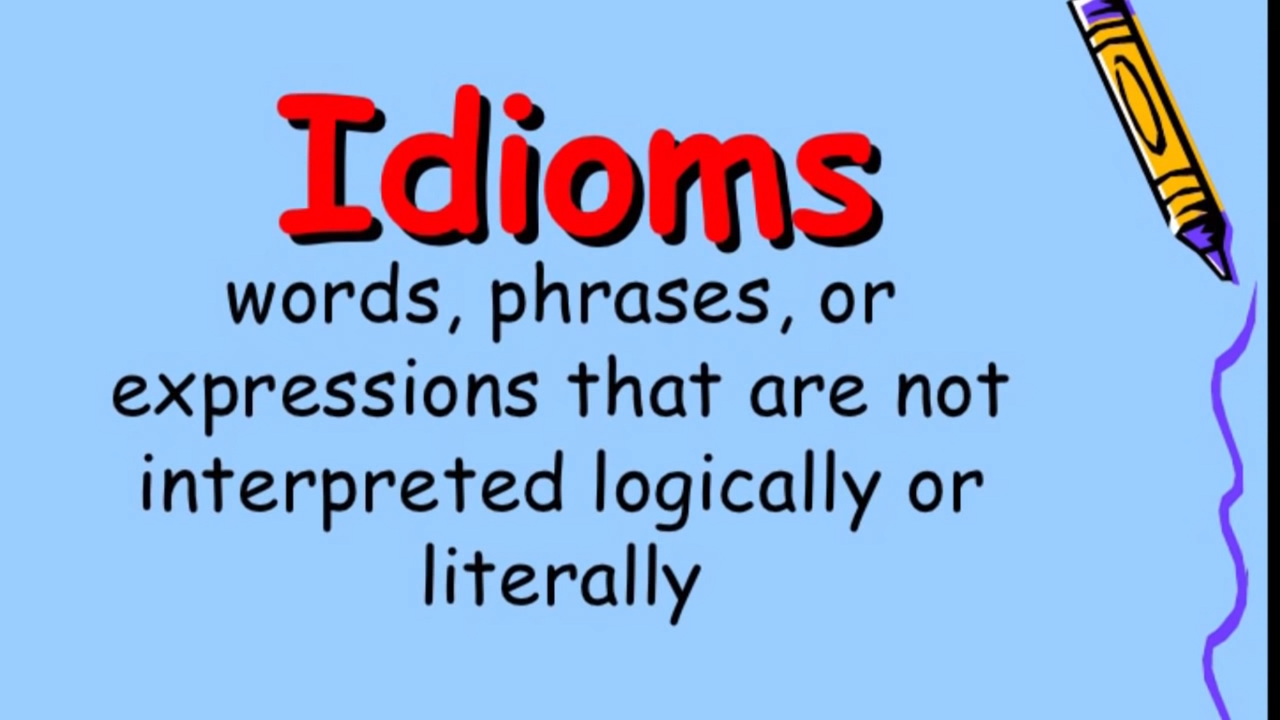 Idioms
words, phrases, or
expressions that are not
interpreted logically or
literally